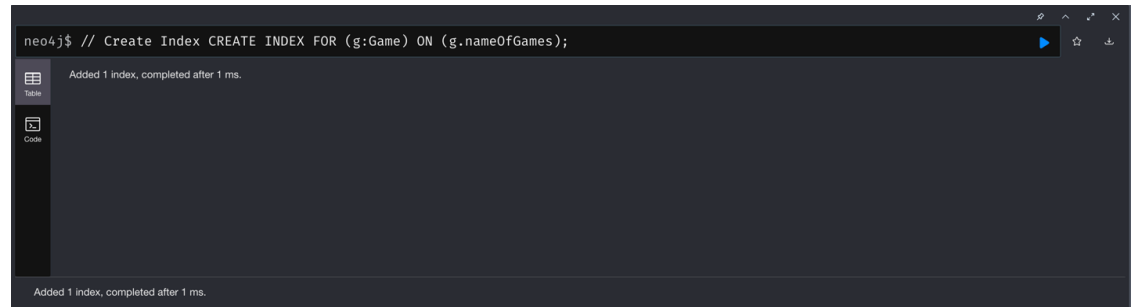 neo4j$ // Create Index CREATE INDEX FOR (g:Game) ON (g.nameOfGames);
Added 1 index, completed after 1 ms.
Table
Code
Added 1 index, completed after 1 ms.